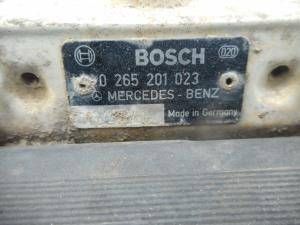 BOSCH 020
0 265 201 023
MERCEDES-BENZ
Made in Germany